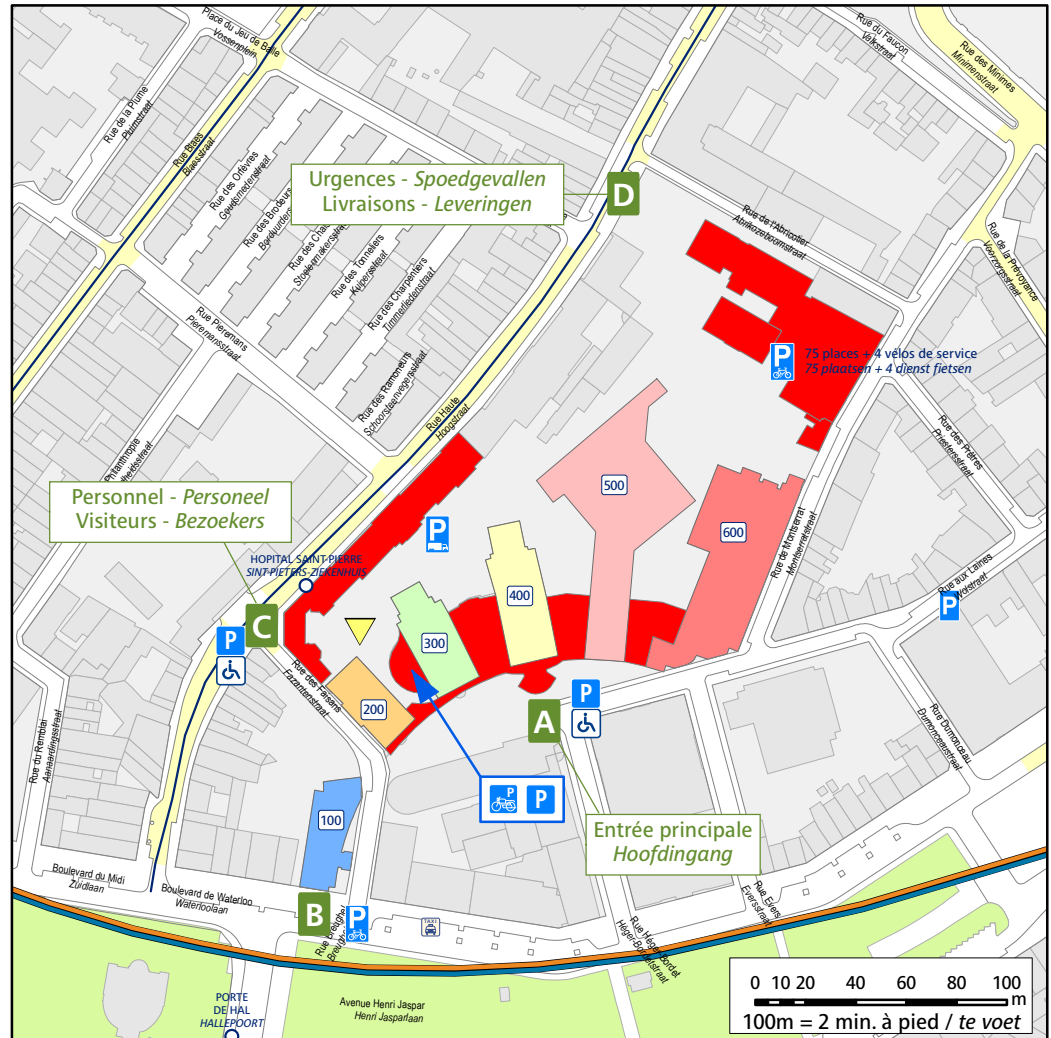 Place du Jeu de Balle
Vossenplein
Rue du Faucon
Valkstraat
Rue des Minimes
Minimenstraat
Rue de la Plume
Pluimstraat
Rue Blaes
Blaesstraat
Rue des Orfèvres
Goudsmedenstraat
Rue des Brodeurs
Rue des
Rue des Tonneliers
Kuipersstraat
Rue des Charpentiers
Timmerliedenstraat
Rue des Ramoneurs
Schoorsteenvegersstraat
Urgences - Spoedgevallen
Livraisons - Leveringen
D
Rue de l'Abricotier
Abrikozeboomstraat
Rue de la Prévoyance
Voorzorgsstraat
Rue Pieremans
Pieremansstraat
P
75 places + 4 vélos de service
75 plaatsen + 4 dienst fietsen
Rue Haute
Hoogstraat
Rue des Prêtres
Priestersstraat
Philanthropie
Personnel - Personeel
Visiteurs - Bezoekers
500
600
P
Rue de Montserrat
Montserratstraat
HOPITAL SAINT-PIERRE
SINT-PIETERS-ZIEKENHUIS
Rue aux Laines
Wolstraat
P
400
C
P
300
Rue des Faisans
Fazantenstraat
200
A
P
Rue du Remblai
Aanaardingsstraat
Rue Dumonceau
Dumonceaustraat
P
P
100
Entrée principale
Hoofdingang
Boulevard du Midi
Zuidlaan
Boulevard de Waterloo
Waterloolaan
B
Rue Breughel
P
TAXI
Rue Evers
Eversstraat
Rue Héger-Bordet
Héger-Bordetstraat
PORTE
DE HAL
HALLEPOORT
Avenue Henri Jaspar
Henri Jasparlaan
0 10 20 40 60 80 100
m
100m = 2 min. à pied / te voet